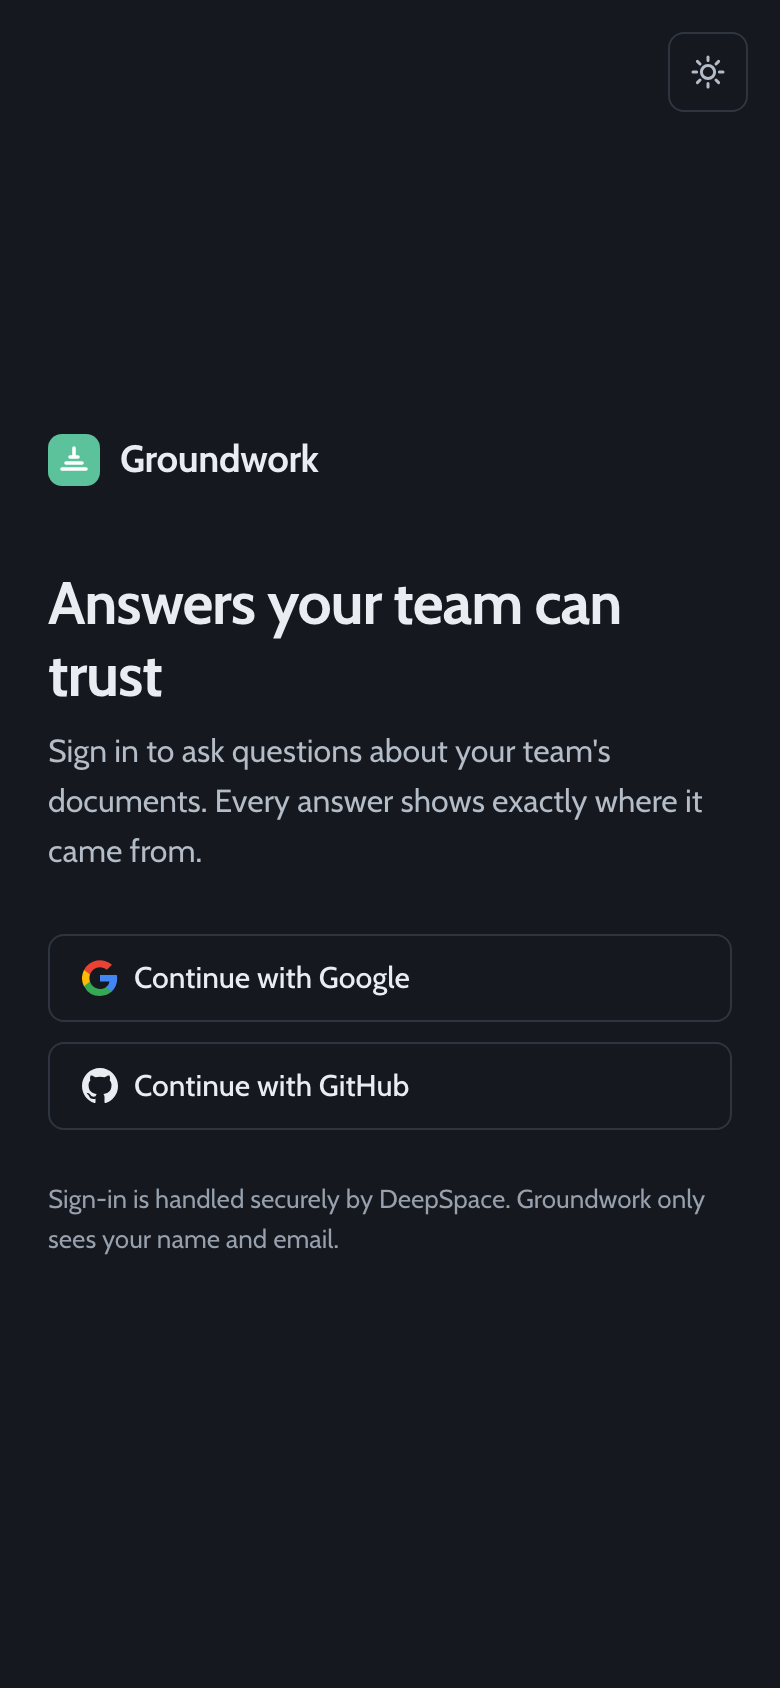 Groundwork
Answers your team can
trust
Sign in to ask questions about your team's
documents. Every answer shows exactly where it
came from.
Continue with Google
Continue with GitHub
Sign-in is handled securely by DeepSpace. Groundwork only
sees your name and email.